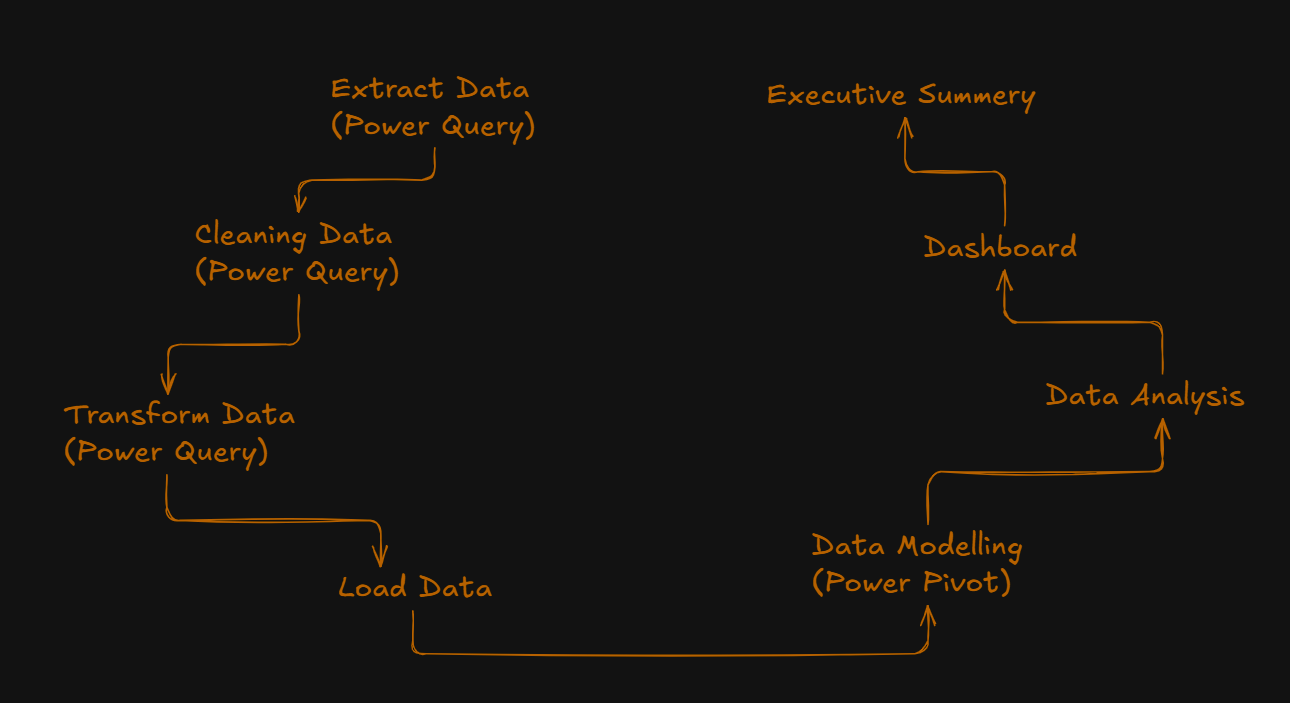 Extract Data
(Power Query)
Cleaning Data
(Power Query)
Transform Data
(Power Query)
Load Data
Data Modelling
(Power Pivot)
Data Analysis
Dashboard
Executive Summery